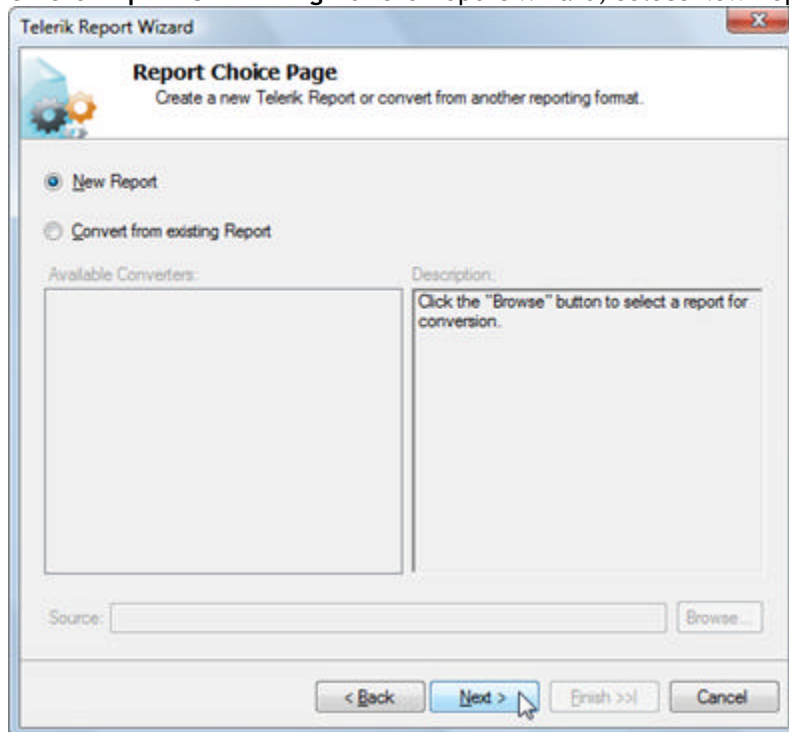 Telerik Report Wizard
Report Choice Page
Create a new Telerik Report or convert from another reporting format.
New Report
Convert from existing Report
Available Converters:
Description:
Click the "Browse" button to select a report for
conversion.
Source:
Browse...
< Back
Next >
Finish >>|
Cancel